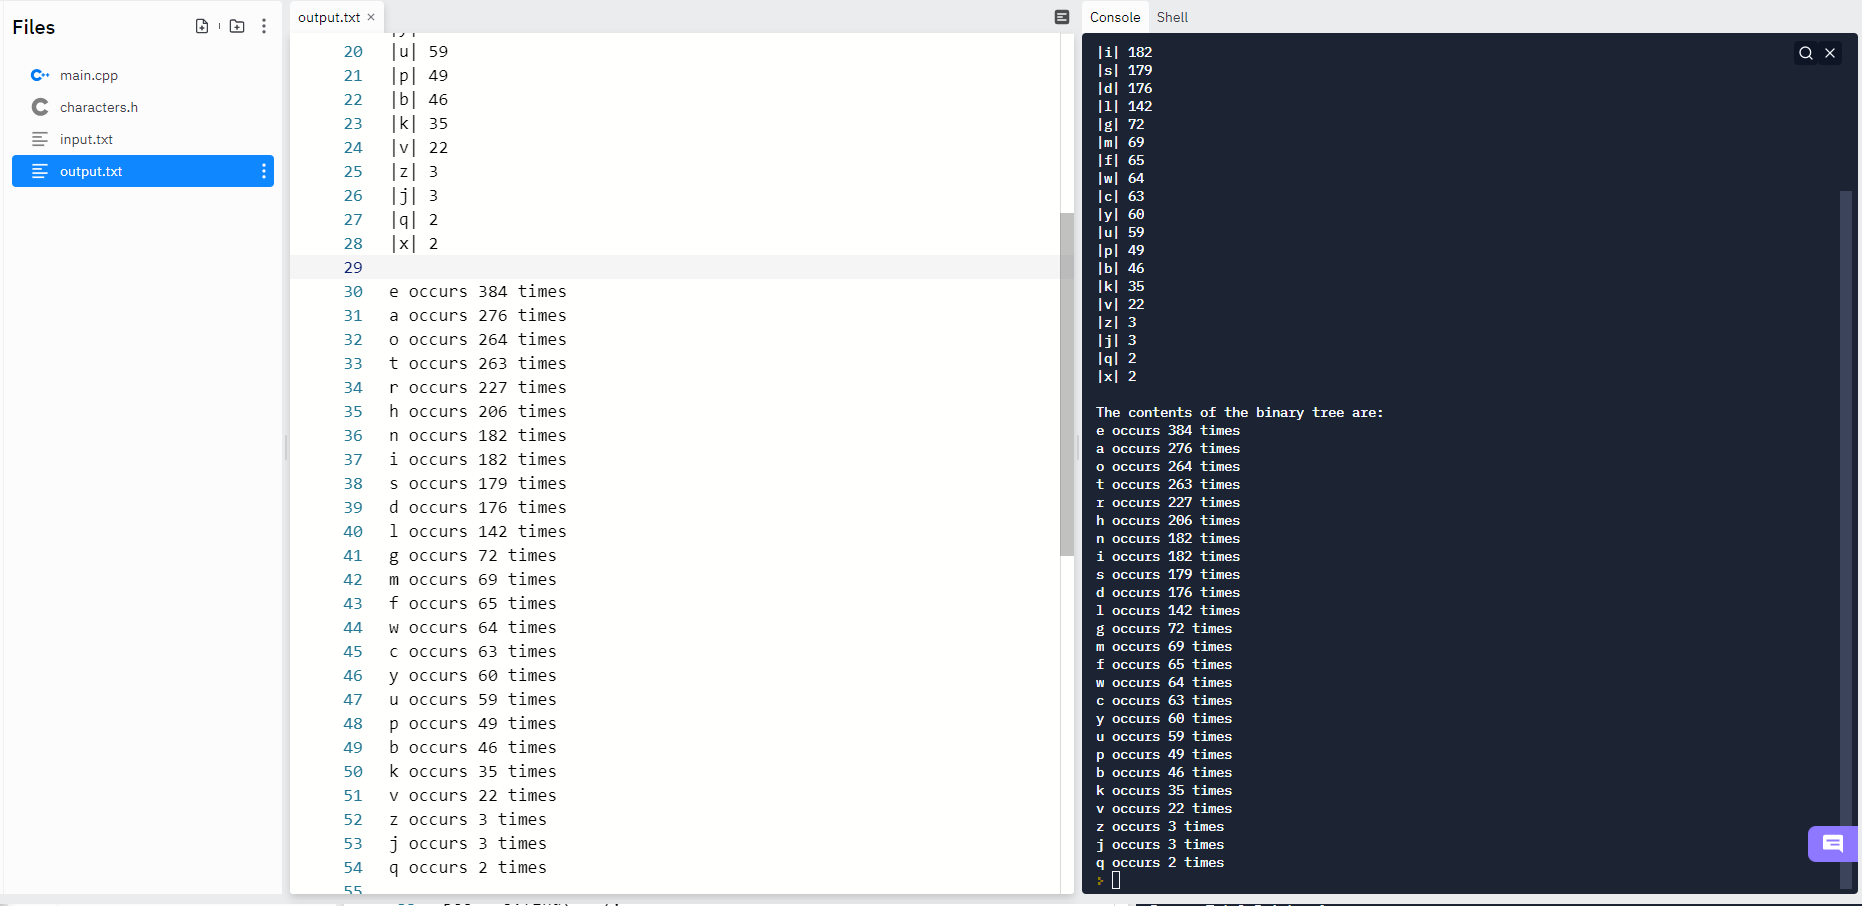 Files
main.cpp
characters.h
input.txt
output.txt
output.txt ×
20 |u| 59
21 |p| 49
22 |b| 46
23 |k| 35
24 |v| 22
25 |z| 3
26 |j| 3
27 |q| 2
28 |x| 2
29
30 e occurs 384 times
31 a occurs 276 times
32 o occurs 264 times
33 t occurs 263 times
34 r occurs 227 times
35 h occurs 206 times
36 n occurs 182 times
37 i occurs 182 times
38 s occurs 179 times
39 d occurs 176 times
40 l occurs 142 times
41 g occurs 72 times
42 m occurs 69 times
43 f occurs 65 times
44 w occurs 64 times
45 c occurs 63 times
46 y occurs 60 times
47 u occurs 59 times
48 p occurs 49 times
49 b occurs 46 times
50 k occurs 35 times
51 v occurs 22 times
52 z occurs 3 times
53 j occurs 3 times
54 q occurs 2 times
55
Console Shell
|i| 182
|s| 179
|d| 176
|l| 142
|g| 72
|m| 69
|f| 65
|w| 64
|c| 63
|y| 60
|u| 59
|p| 49
|b| 46
|k| 35
|v| 22
|z| 3
|j| 3
|q| 2
|x| 2
The contents of the binary tree are:
e occurs 384 times
a occurs 276 times
o occurs 264 times
t occurs 263 times
r occurs 227 times
h occurs 206 times
n occurs 182 times
i occurs 182 times
s occurs 179 times
d occurs 176 times
l occurs 142 times
g occurs 72 times
m occurs 69 times
f occurs 65 times
w occurs 64 times
c occurs 63 times
y occurs 60 times
u occurs 59 times
p occurs 49 times
b occurs 46 times
k occurs 35 times
v occurs 22 times
z occurs 3 times
j occurs 3 times
q occurs 2 times